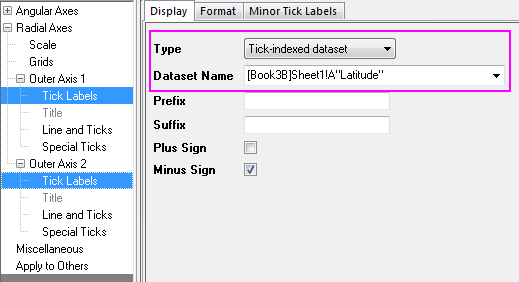 Angular Axes
Radial Axes
Scale
Grids
Outer Axis 1
Tick Labels
Title
Line and Ticks
Special Ticks
Outer Axis 2
Tick Labels
Title
Line and Ticks
Special Ticks
Miscellaneous
Apply to Others
Display Format Minor Tick Labels
Type Tick-indexed dataset
Dataset Name [Book3B]Sheet1!A"Latitude"
Prefix
Suffix
Plus Sign
Minus Sign